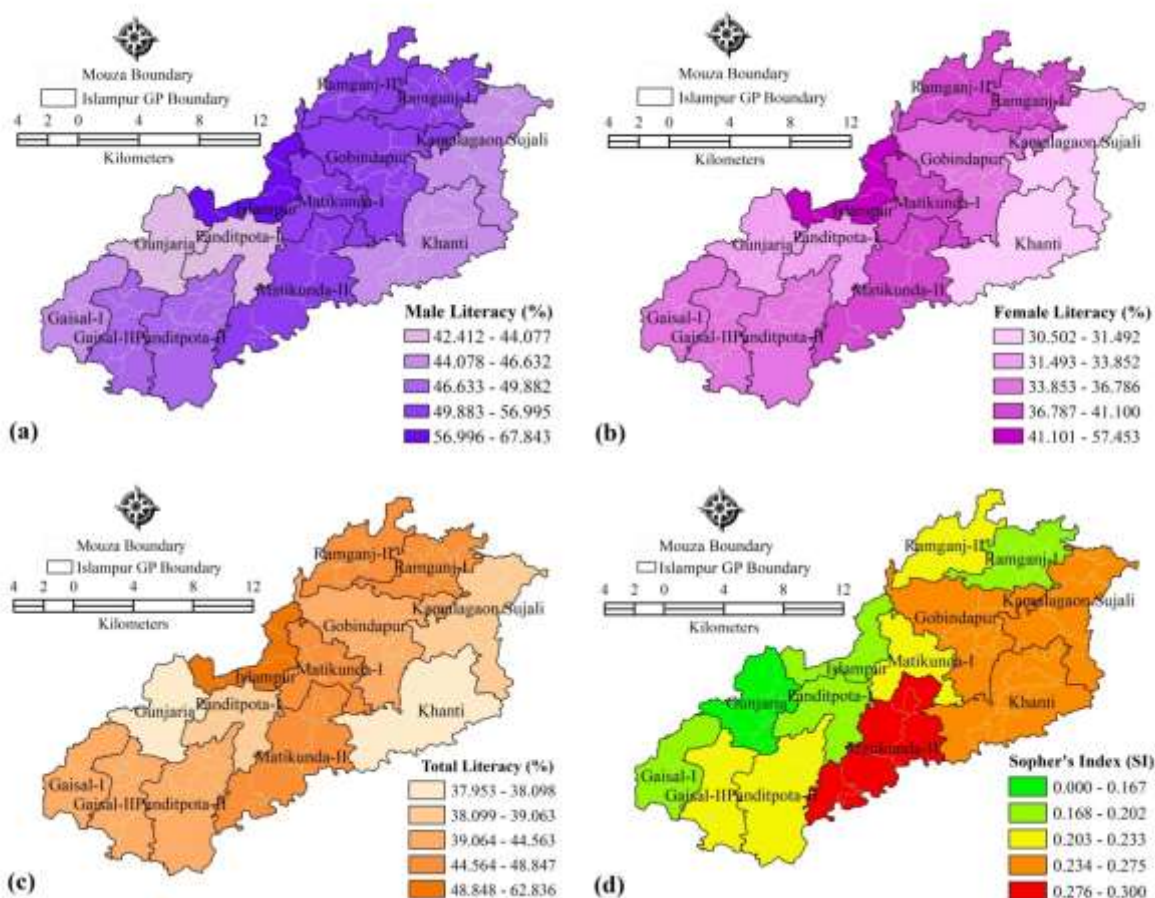 Mouza Boundary
Islampur GP Boundary
4 0 4 8 12
Kilometers
Ramganj-II
Ramganj-I
Kamalagaon Sujali
Gobindapur
Matikunda-I
Islampur
Panditpota-I
Gunjaria
Khanti
Matikunda-II
Gaisal-I
Gaisal-II
Panditpota-II
Male Literacy (%)
42.412 - 44.077
44.078 - 46.632
46.633 - 49.882
49.883 - 56.995
56.996 - 67.843
(a)
Mouza Boundary
Islampur GP Boundary
4 0 4 8 12
Kilometers
Ramganj-II
Ramganj-I
Kamalagaon Sujali
Gobindapur
Matikunda-I
Islampur
Panditpota-I
Gunjaria
Khanti
Matikunda-II
Gaisal-I
Gaisal-II
Panditpota-II
Female Literacy (%)
30.502 - 31.492
31.493 - 33.852
33.853 - 36.786
36.787 - 41.100
41.101 - 57.453
(b)
Mouza Boundary
Islampur GP Boundary
4 0 4 8 12
Kilometers
Ramganj-II
Ramganj-I
Kamalagaon Sujali
Gobindapur
Matikunda-I
Islampur
Panditpota-I
Gunjaria
Khanti
Matikunda-II
Gaisal-I
Gaisal-II
Panditpota-II
Total Literacy (%)
37.953 - 38.098
38.099 - 39.063
39.064 - 44.563
44.564 - 48.847
48.848 - 62.836
(c)
Mouza Boundary
Islampur GP Boundary
4 0 4 8 12
Kilometers
Ramganj-II
Ramganj-I
Kamalagaon Sujali
Gobindapur
Matikunda-I
Islampur
Panditpota-I
Gunjaria
Khanti
Matikunda-II
Gaisal-I
Gaisal-II
Panditpota-II
Sopher's Index (SI)
0.000 - 0.167
0.168 - 0.202
0.203 - 0.233
0.234 - 0.275
0.276 - 0.300
(d)